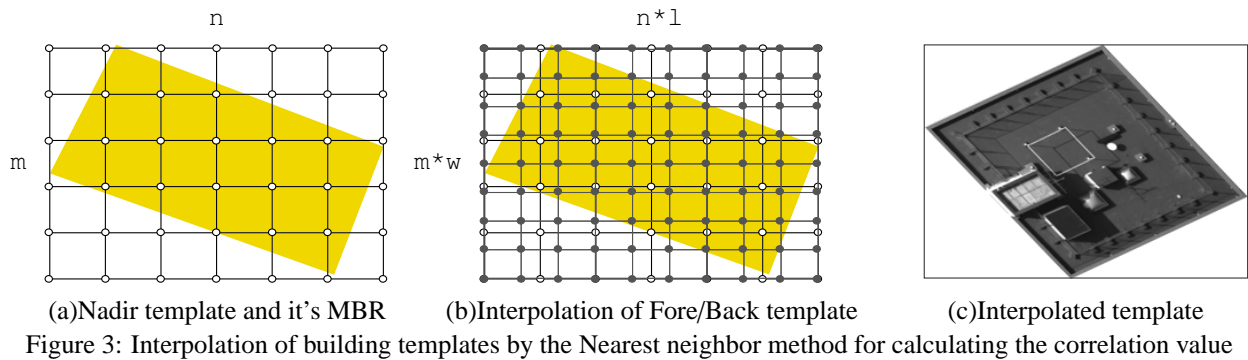 n
n*l
m
m*w
(a)Nadir template and it's MBR
(b)Interpolation of Fore/Back template
(c)Interpolated template
Figure 3: Interpolation of building templates by the Nearest neighbor method for calculating the correlation value